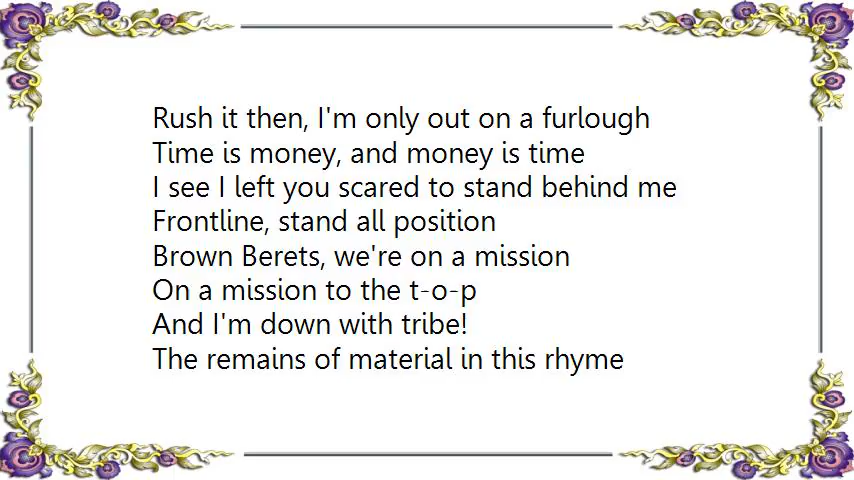 Rush it then, I'm only out on a furlough
Time is money, and money is time
I see I left you scared to stand behind me
Frontline, stand all position
Brown Berets, we're on a mission
On a mission to the t-o-p
And I'm down with tribe!
The remains of material in this rhyme